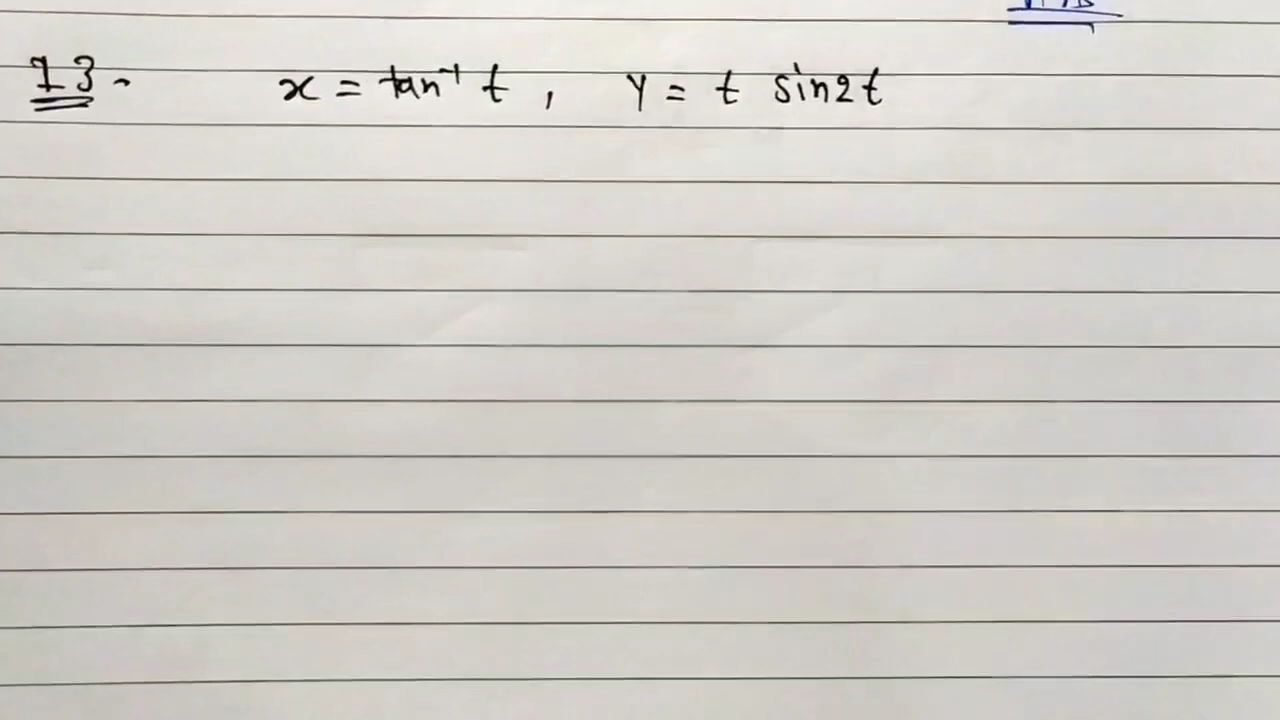 13. x = tan⁻¹ t , y = t sin2t